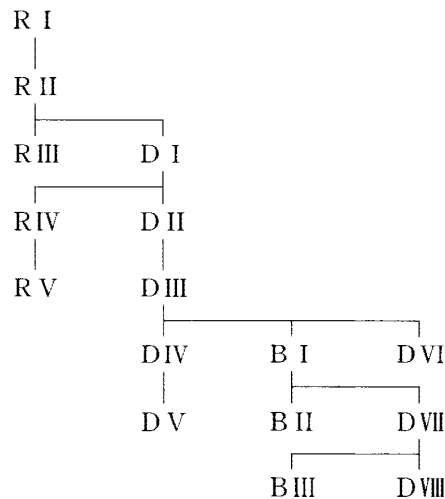 R I
R II
R III D I
R IV D II
R V D III
D IV B I D VI
D V B II D VII
B III D VIII